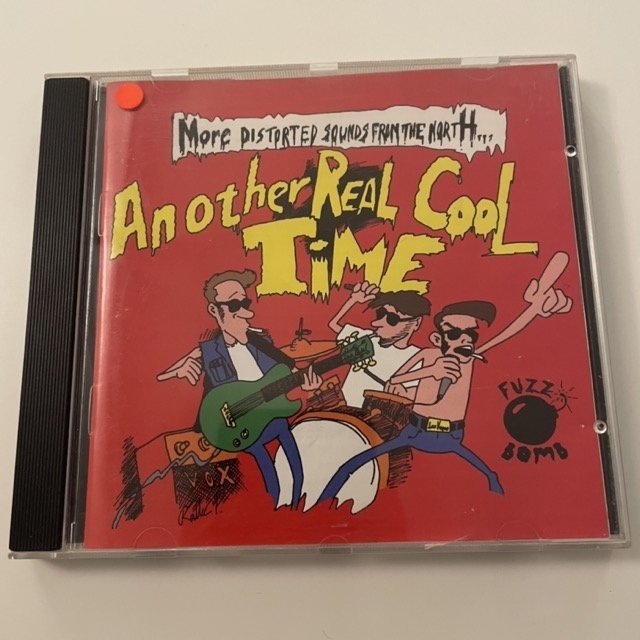 More DISTORTED SOUNDS FROM THE NORTH...
Another REAL COOL
TiME
FUZZ
BOMB
VOX